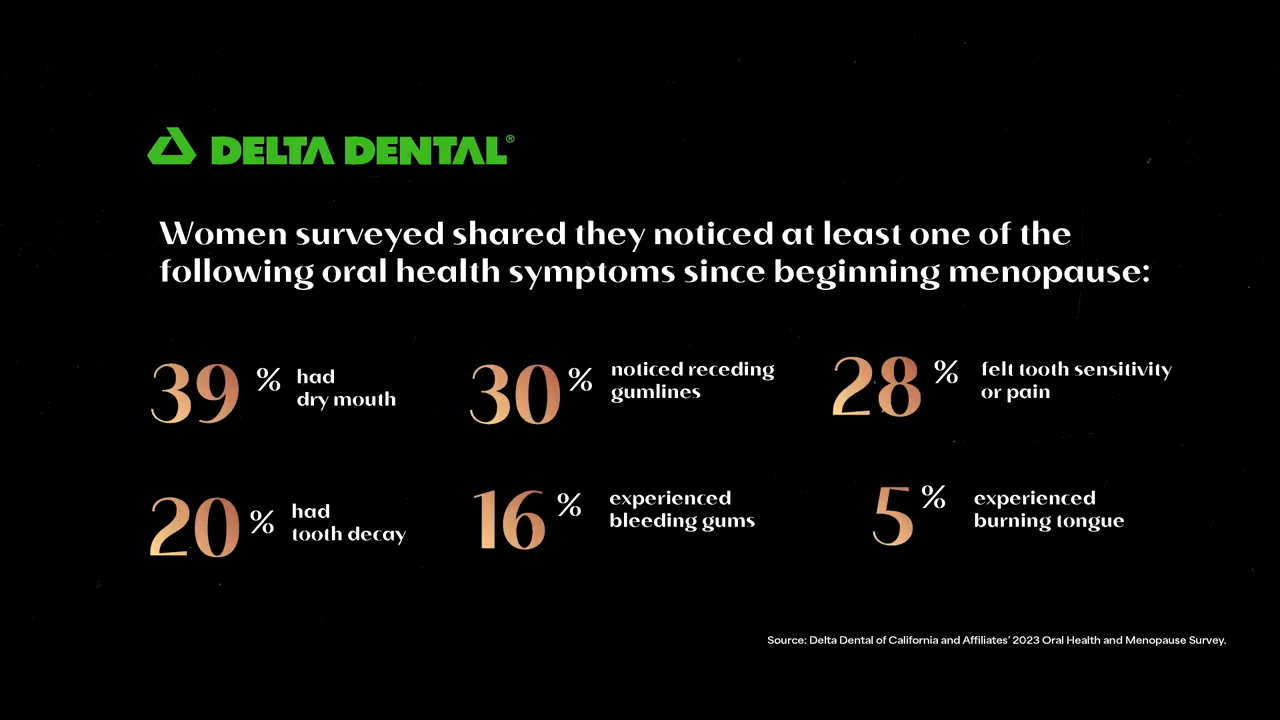 DELTA DENTAL®
Women surveyed shared they noticed at least one of the
following oral health symptoms since beginning menopause:
39% had
dry mouth
30% noticed receding
gumlines
28% felt tooth sensitivity
or pain
20% had
tooth decay
16% experienced
bleeding gums
5% experienced
burning tongue
Source: Delta Dental of California and Affiliates' 2023 Oral Health and Menopause Survey.